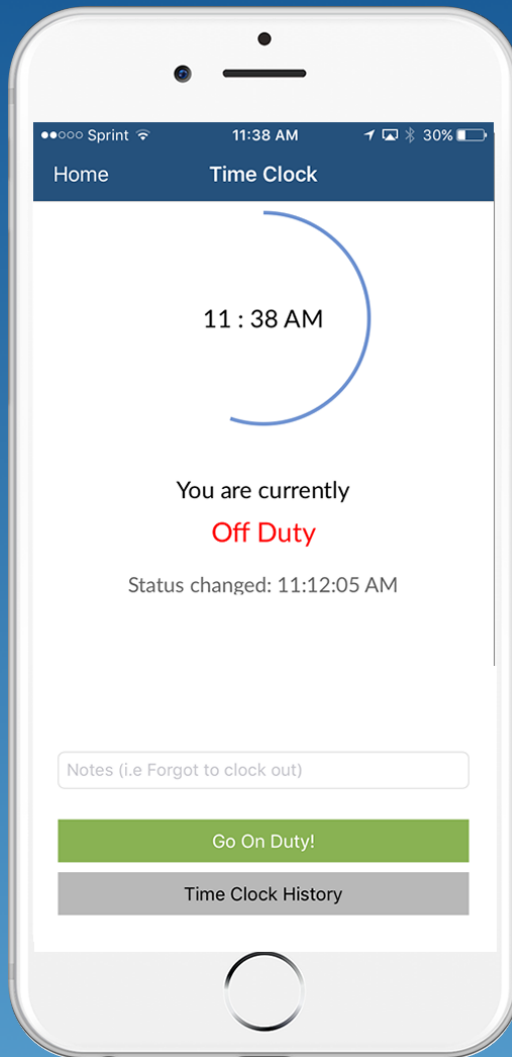 Sprint 11:38 AM 30%
Home Time Clock
11 : 38 AM
You are currently
Off Duty
Status changed: 11:12:05 AM
Notes (i.e Forgot to clock out)
Go On Duty!
Time Clock History